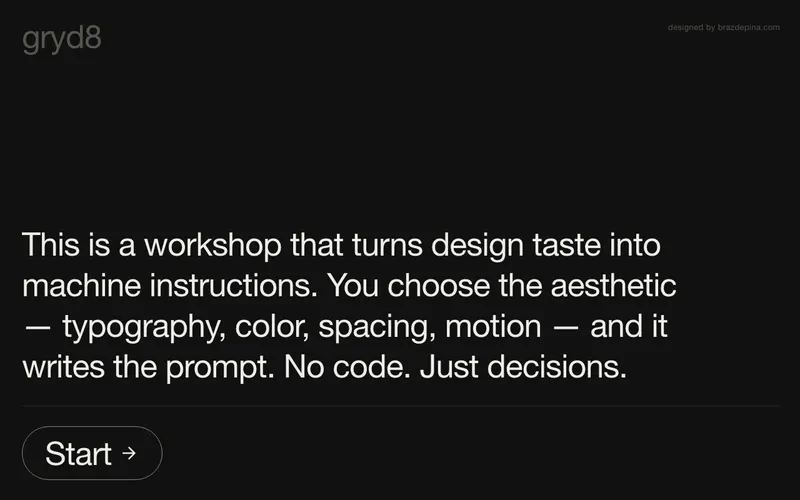 gryd8
designed by brazdepina.com
This is a workshop that turns design taste into
machine instructions. You choose the aesthetic
— typography, color, spacing, motion — and it
writes the prompt. No code. Just decisions.
Start →